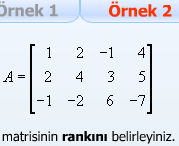 Örnek 1
Örnek 2
A =
1 2 -1 4
2 4 3 5
-1 -2 6 -7
matrisinin rankını belirleyiniz.